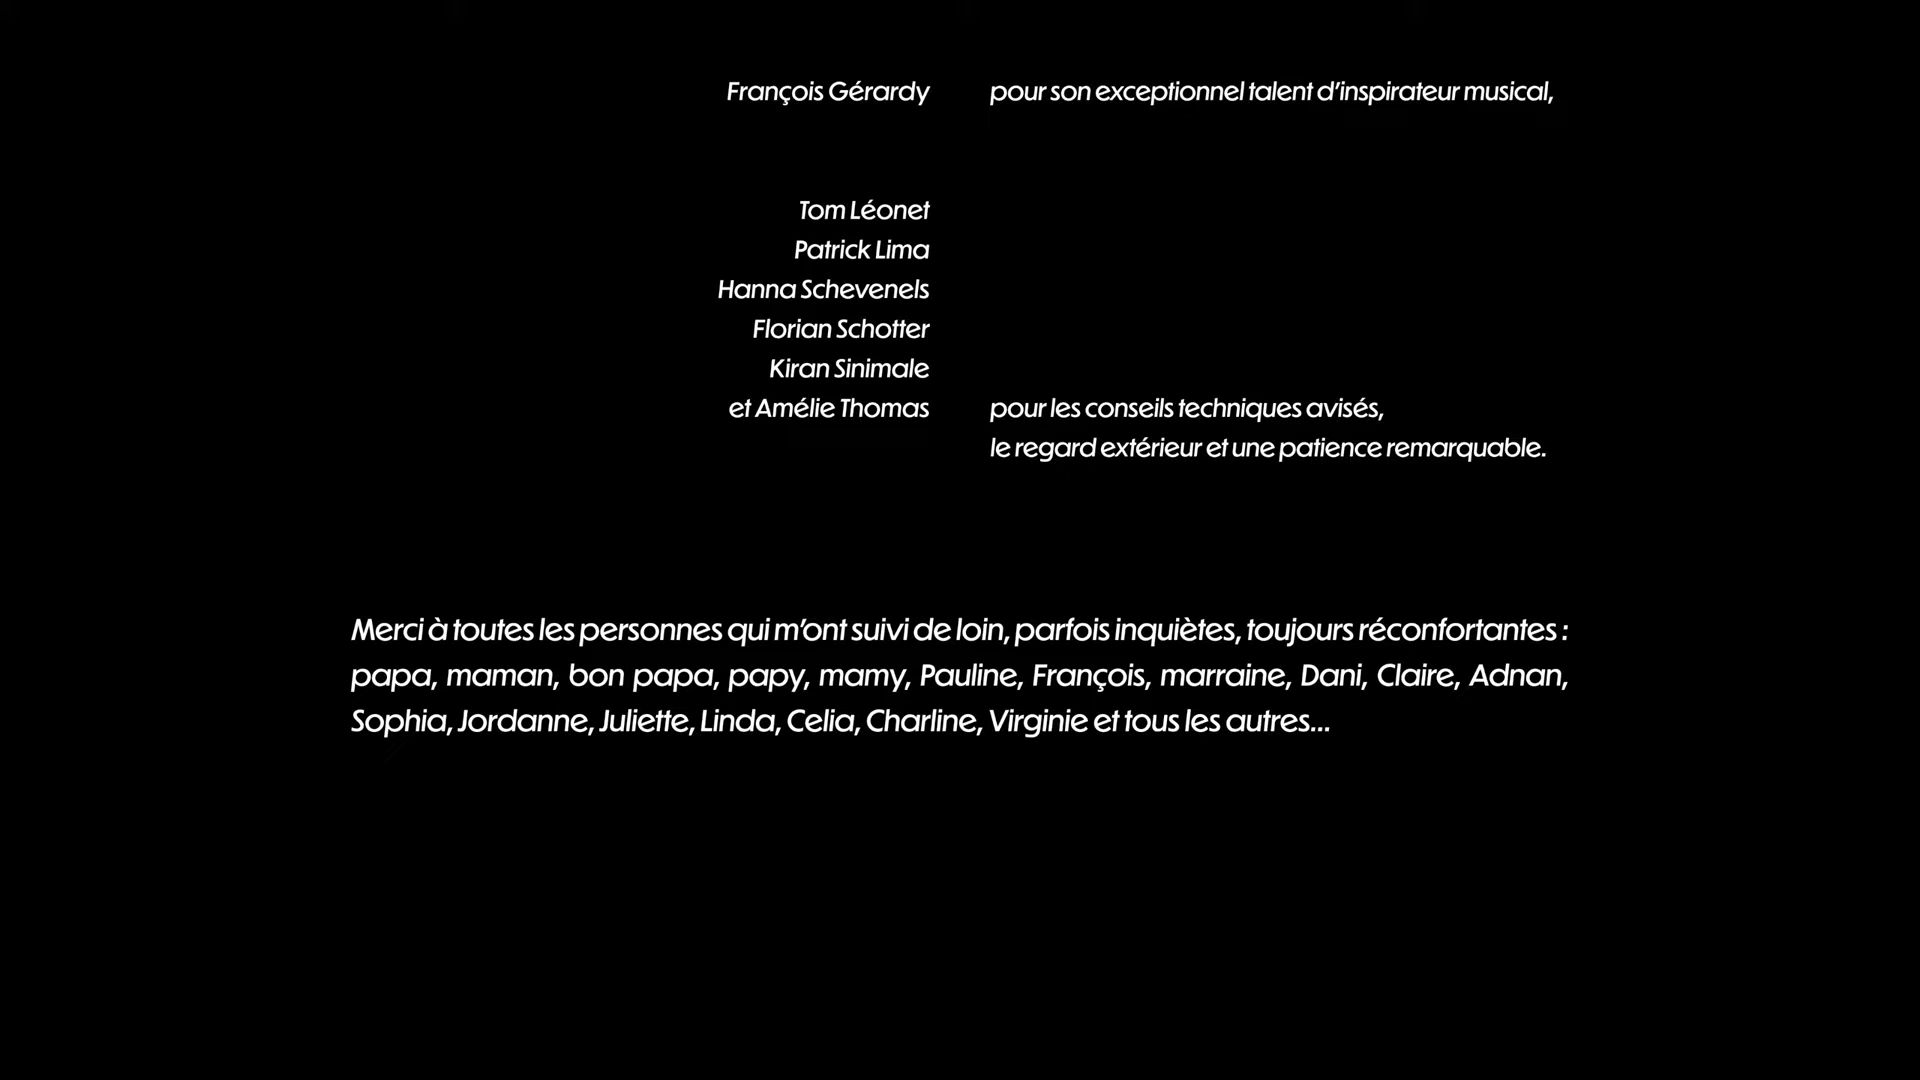 François Gérardy pour son exceptionnel talent d'inspirateur musical,
Tom Léonet
Patrick Lima
Hanna Schevenels
Florian Schotter
Kiran Sinimale
et Amélie Thomas pour les conseils techniques avisés,
le regard extérieur et une patience remarquable.
Merci à toutes les personnes qui m'ont suivi de loin, parfois inquiètes, toujours réconfortantes :
papa, maman, bon papa, papy, mamy, Pauline, François, marraine, Dani, Claire, Adnan,
Sophia, Jordanne, Juliette, Linda, Celia, Charline, Virginie et tous les autres...